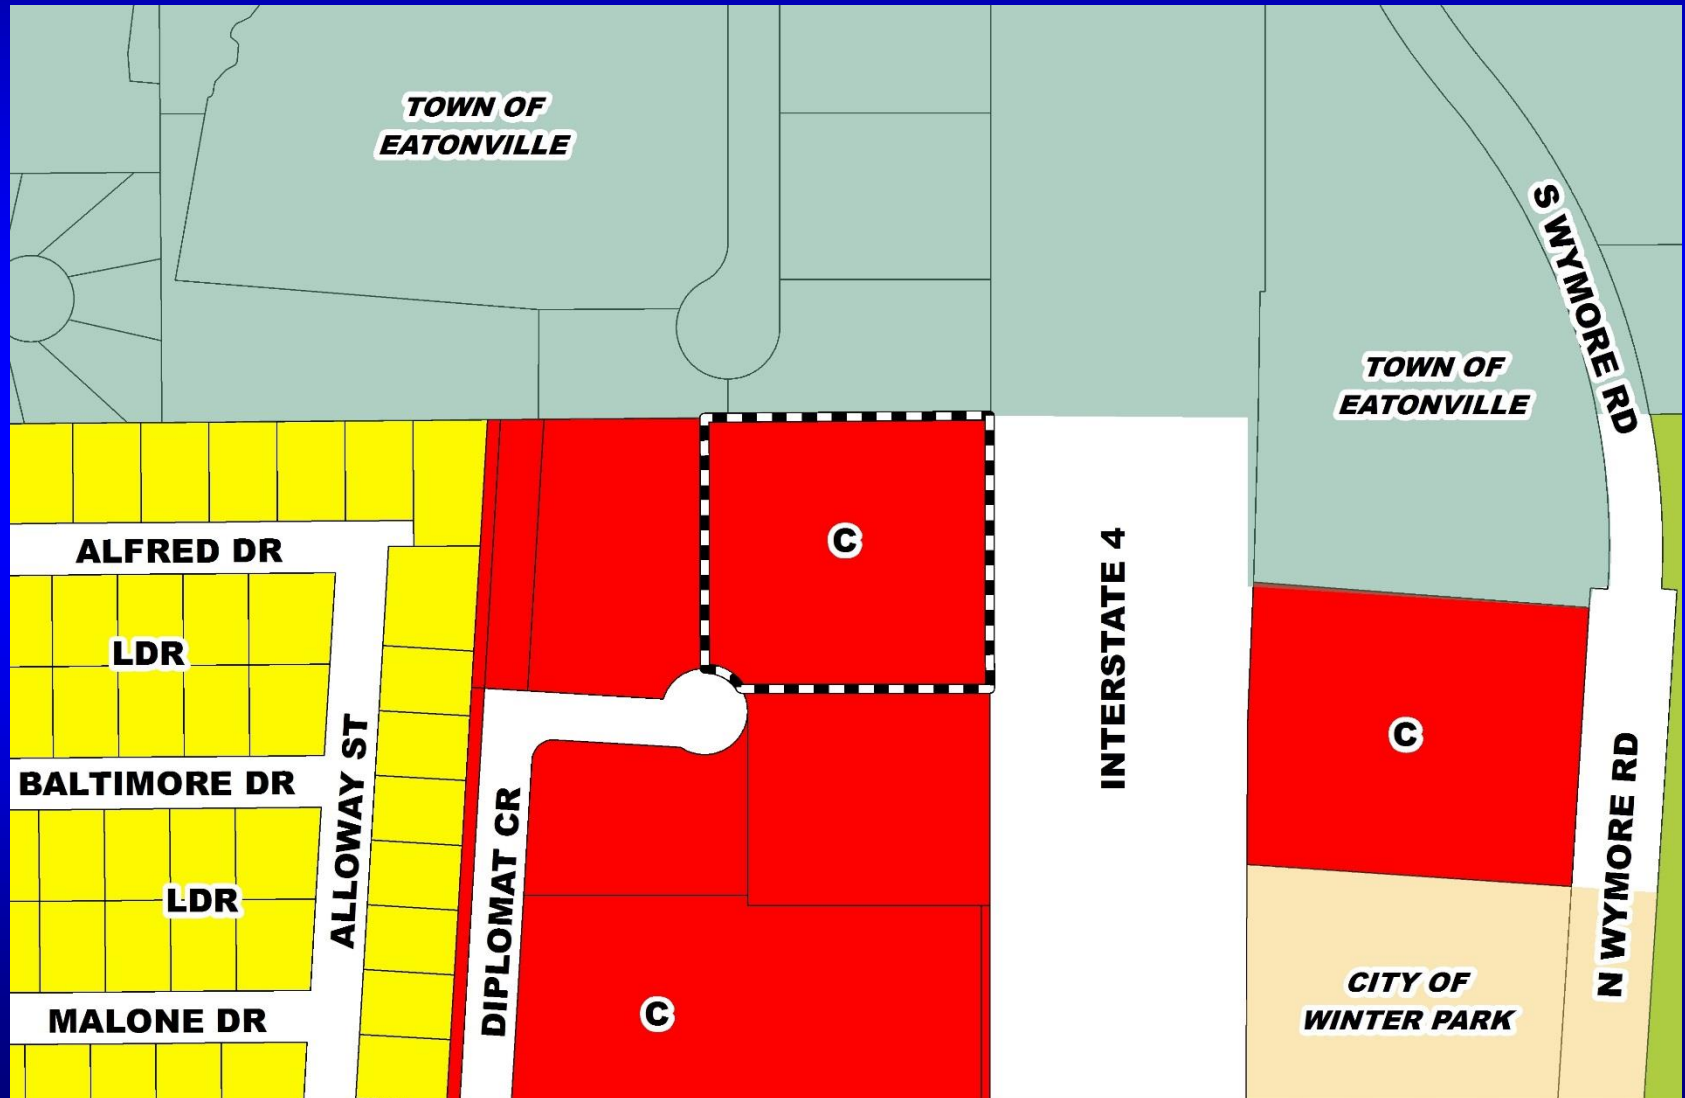 TOWN OF
EATONVILLE
S WYMORE RD
TOWN OF
EATONVILLE
ALFRED DR
C
INTERSTATE 4
LDR
C
ALLOWAY ST
BALTIMORE DR
DIPLOMAT CR
N WYMORE RD
LDR
CITY OF
WINTER PARK
MALONE DR
C